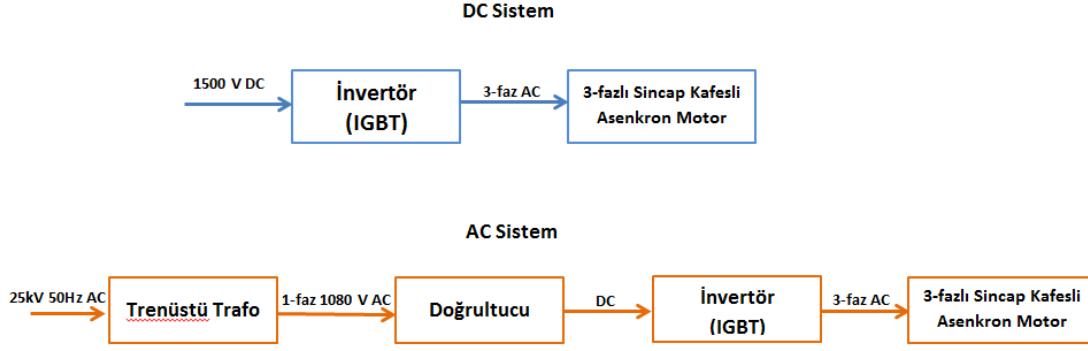 DC Sistem
1500 V DC
İnvertör
(IGBT)
3-faz AC
3-fazlı Sincap Kafesli
Asenkron Motor
AC Sistem
25kV 50Hz AC
Trenüstü Trafo
1-faz 1080 V AC
Doğrultucu
DC
İnvertör
(IGBT)
3-faz AC
3-fazlı Sincap Kafesli
Asenkron Motor